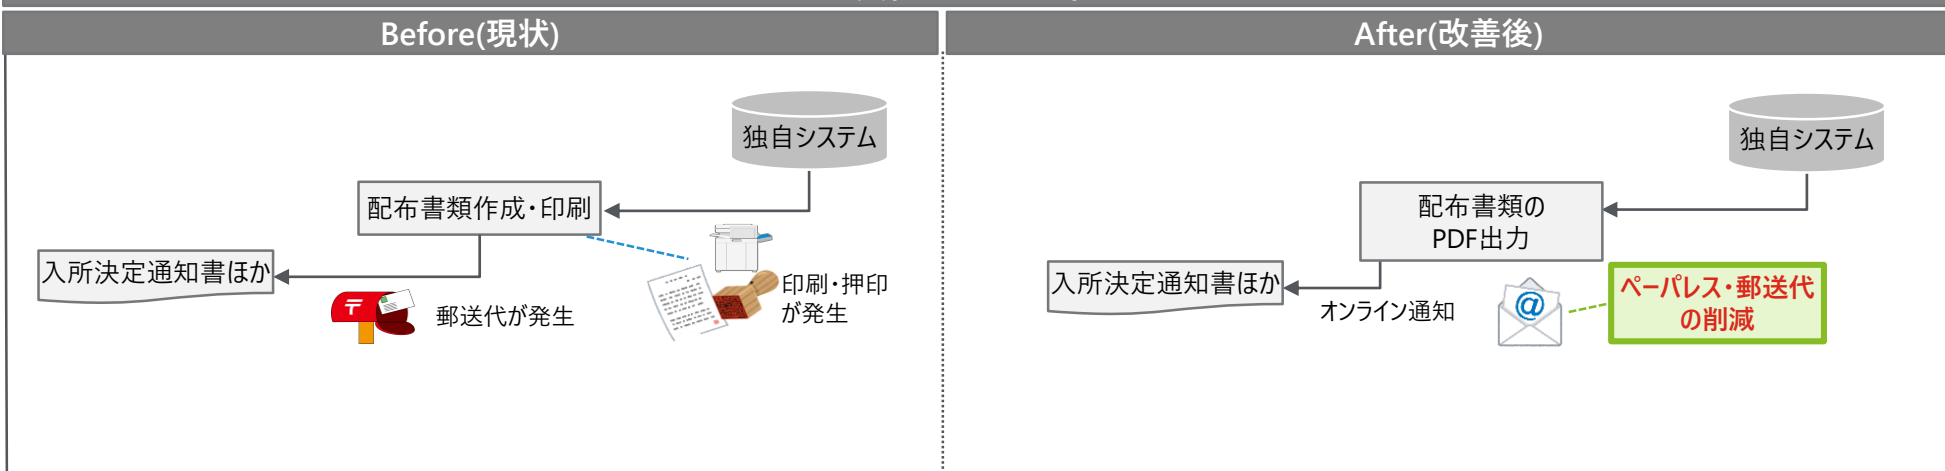 Before(現状)
独自システム
配布書類作成・印刷
入所決定通知書ほか
〒
郵送代が発生
印刷・押印
が発生
After(改善後)
独自システム
配布書類の
PDF出力
入所決定通知書ほか
オンライン通知
@
ペーパレス・郵送代
の削減